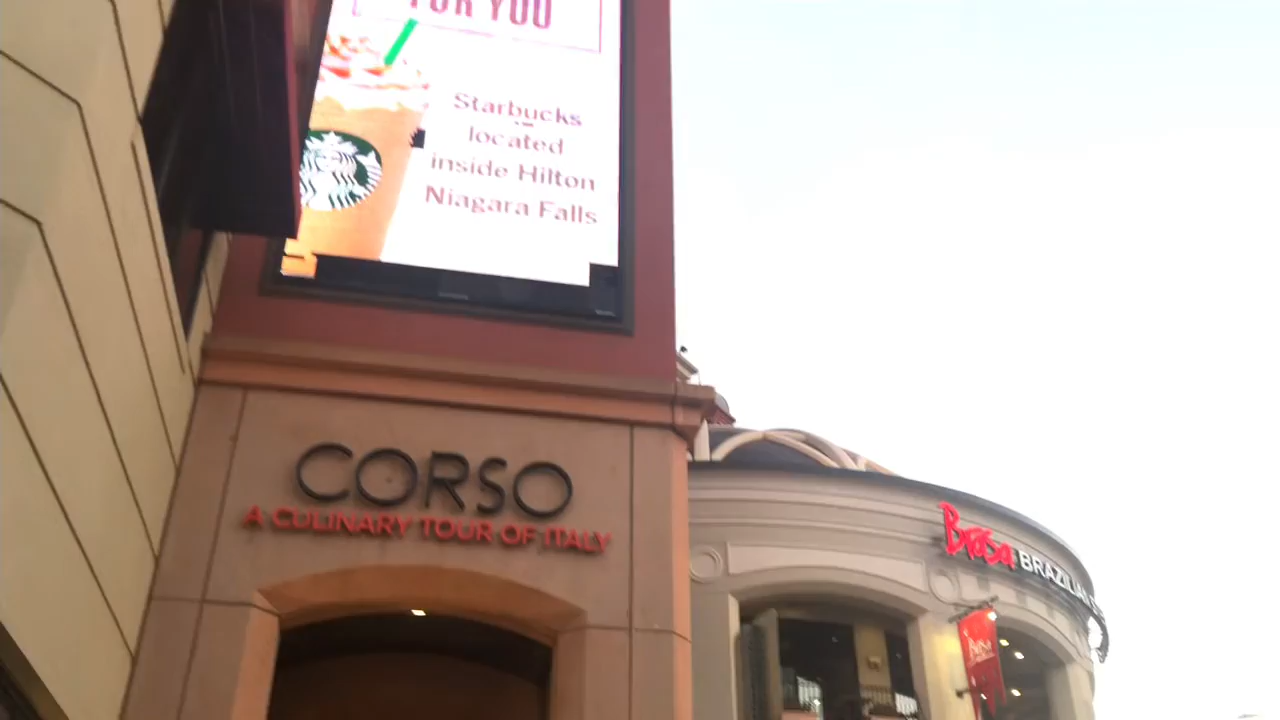 FOR YOU
Starbucks
located
inside Hilton
Niagara Falls
CORSO
A CULINARY TOUR OF ITALY
Brasa BRAZILIAN